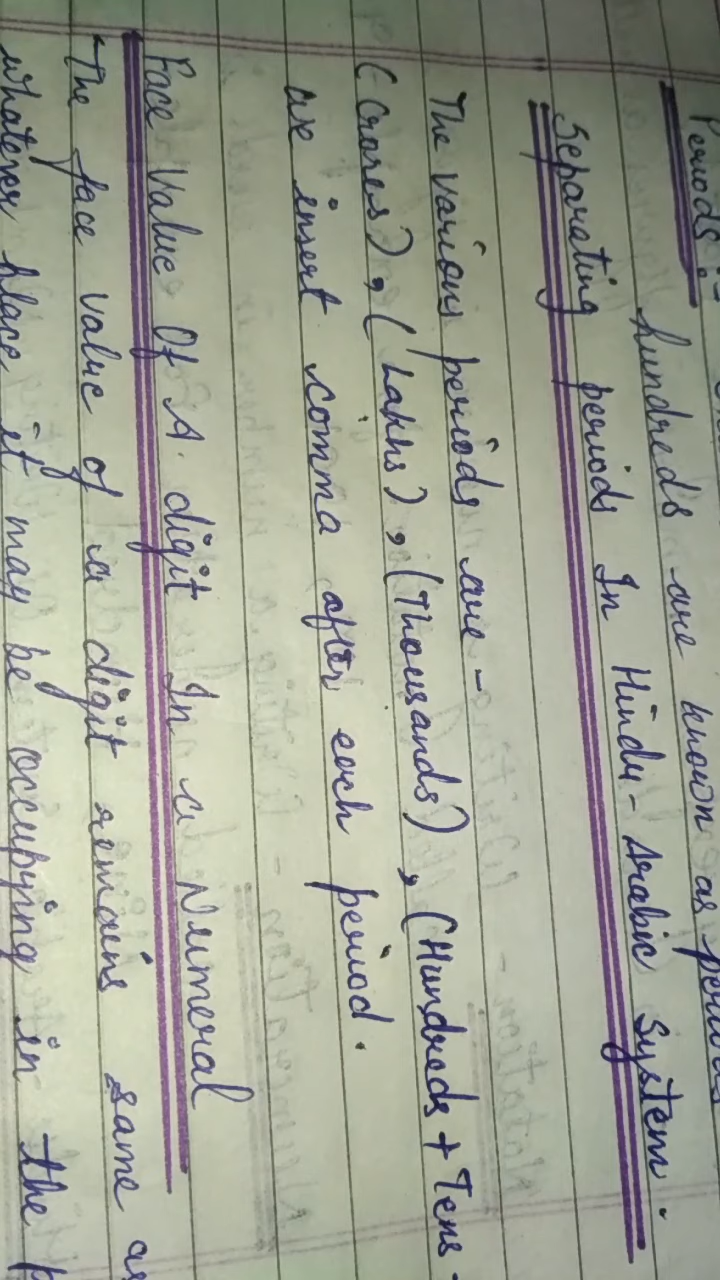 Periods :-
hundreds are known as periods
Separating periods In Hindu-Arabic System.
The various periods are -
(Crores), (Lakhs), (Thousands), (Hundreds + Tens
we insert comma after each period.
Face Value Of A. digit In a Numeral
The face value of a digit remains same as
whatever place it may be occupying in the